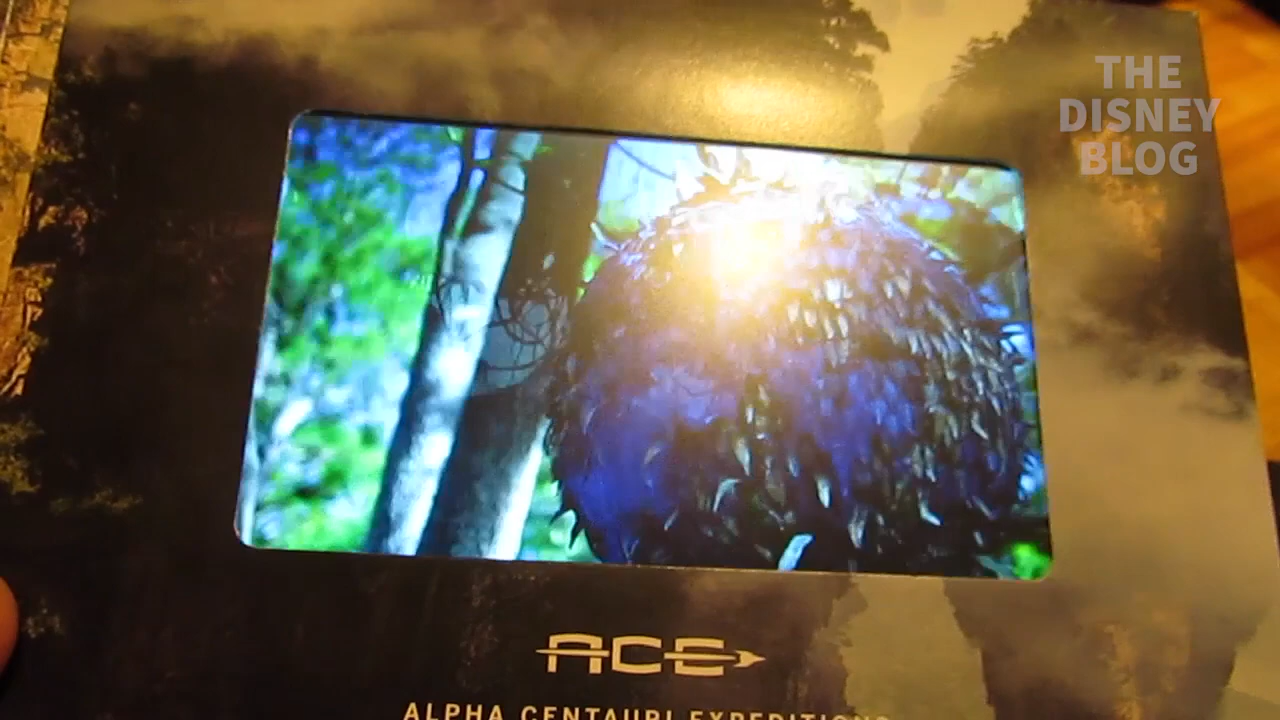 THE
DISNEY
BLOG
ACE
ALPHA CENTAURI EXPEDITIONS